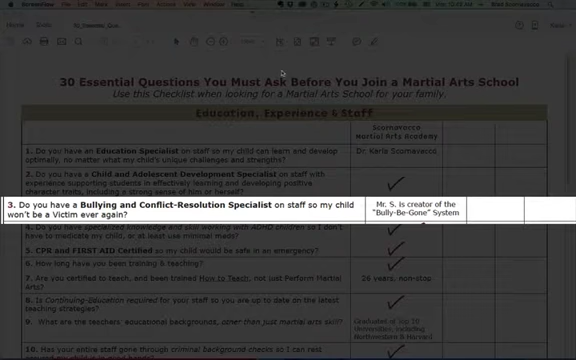 30 Essential Questions You Must Ask Before You Join a Martial Arts School
Use this Checklist when looking for a Martial Arts School for your family.
Education, Experience & Staff
Scornavacco
Martial Arts Academy
1. Do you have an Education Specialist on staff so my child can learn and develop
optimally, no matter what my child's unique challenges and strengths?
Dr. Karla Scornavacco
2. Do you have a Child and Adolescent Development Specialist on staff with
experience supporting students in effectively learning and developing positive
character traits, including a strong sense of him or herself?
3. Do you have a Bullying and Conflict-Resolution Specialist on staff so my child
won't be a Victim ever again?
Mr. S. is creator of the
"Bully-Be-Gone" System
4. Do you have specialized knowledge and skill working with ADHD children so I don't
have to medicate my child, or at least use minimal meds?
5. CPR and FIRST AID Certified so my child would be safe in an emergency?
6. How long have you been training & teaching?
7. Are you certified to teach, and been trained How to Teach, not just Perform Martial
Arts?
26 years, non-stop
8. Is Continuing-Education required for your staff so you are up to date on the latest
teaching strategies?
9. What are the teachers' educational backgrounds, other than just martial arts skill?
Graduates of Top 20
Universities, including
Northwestern & Harvard
10. Has your entire staff gone through criminal background checks so I can rest